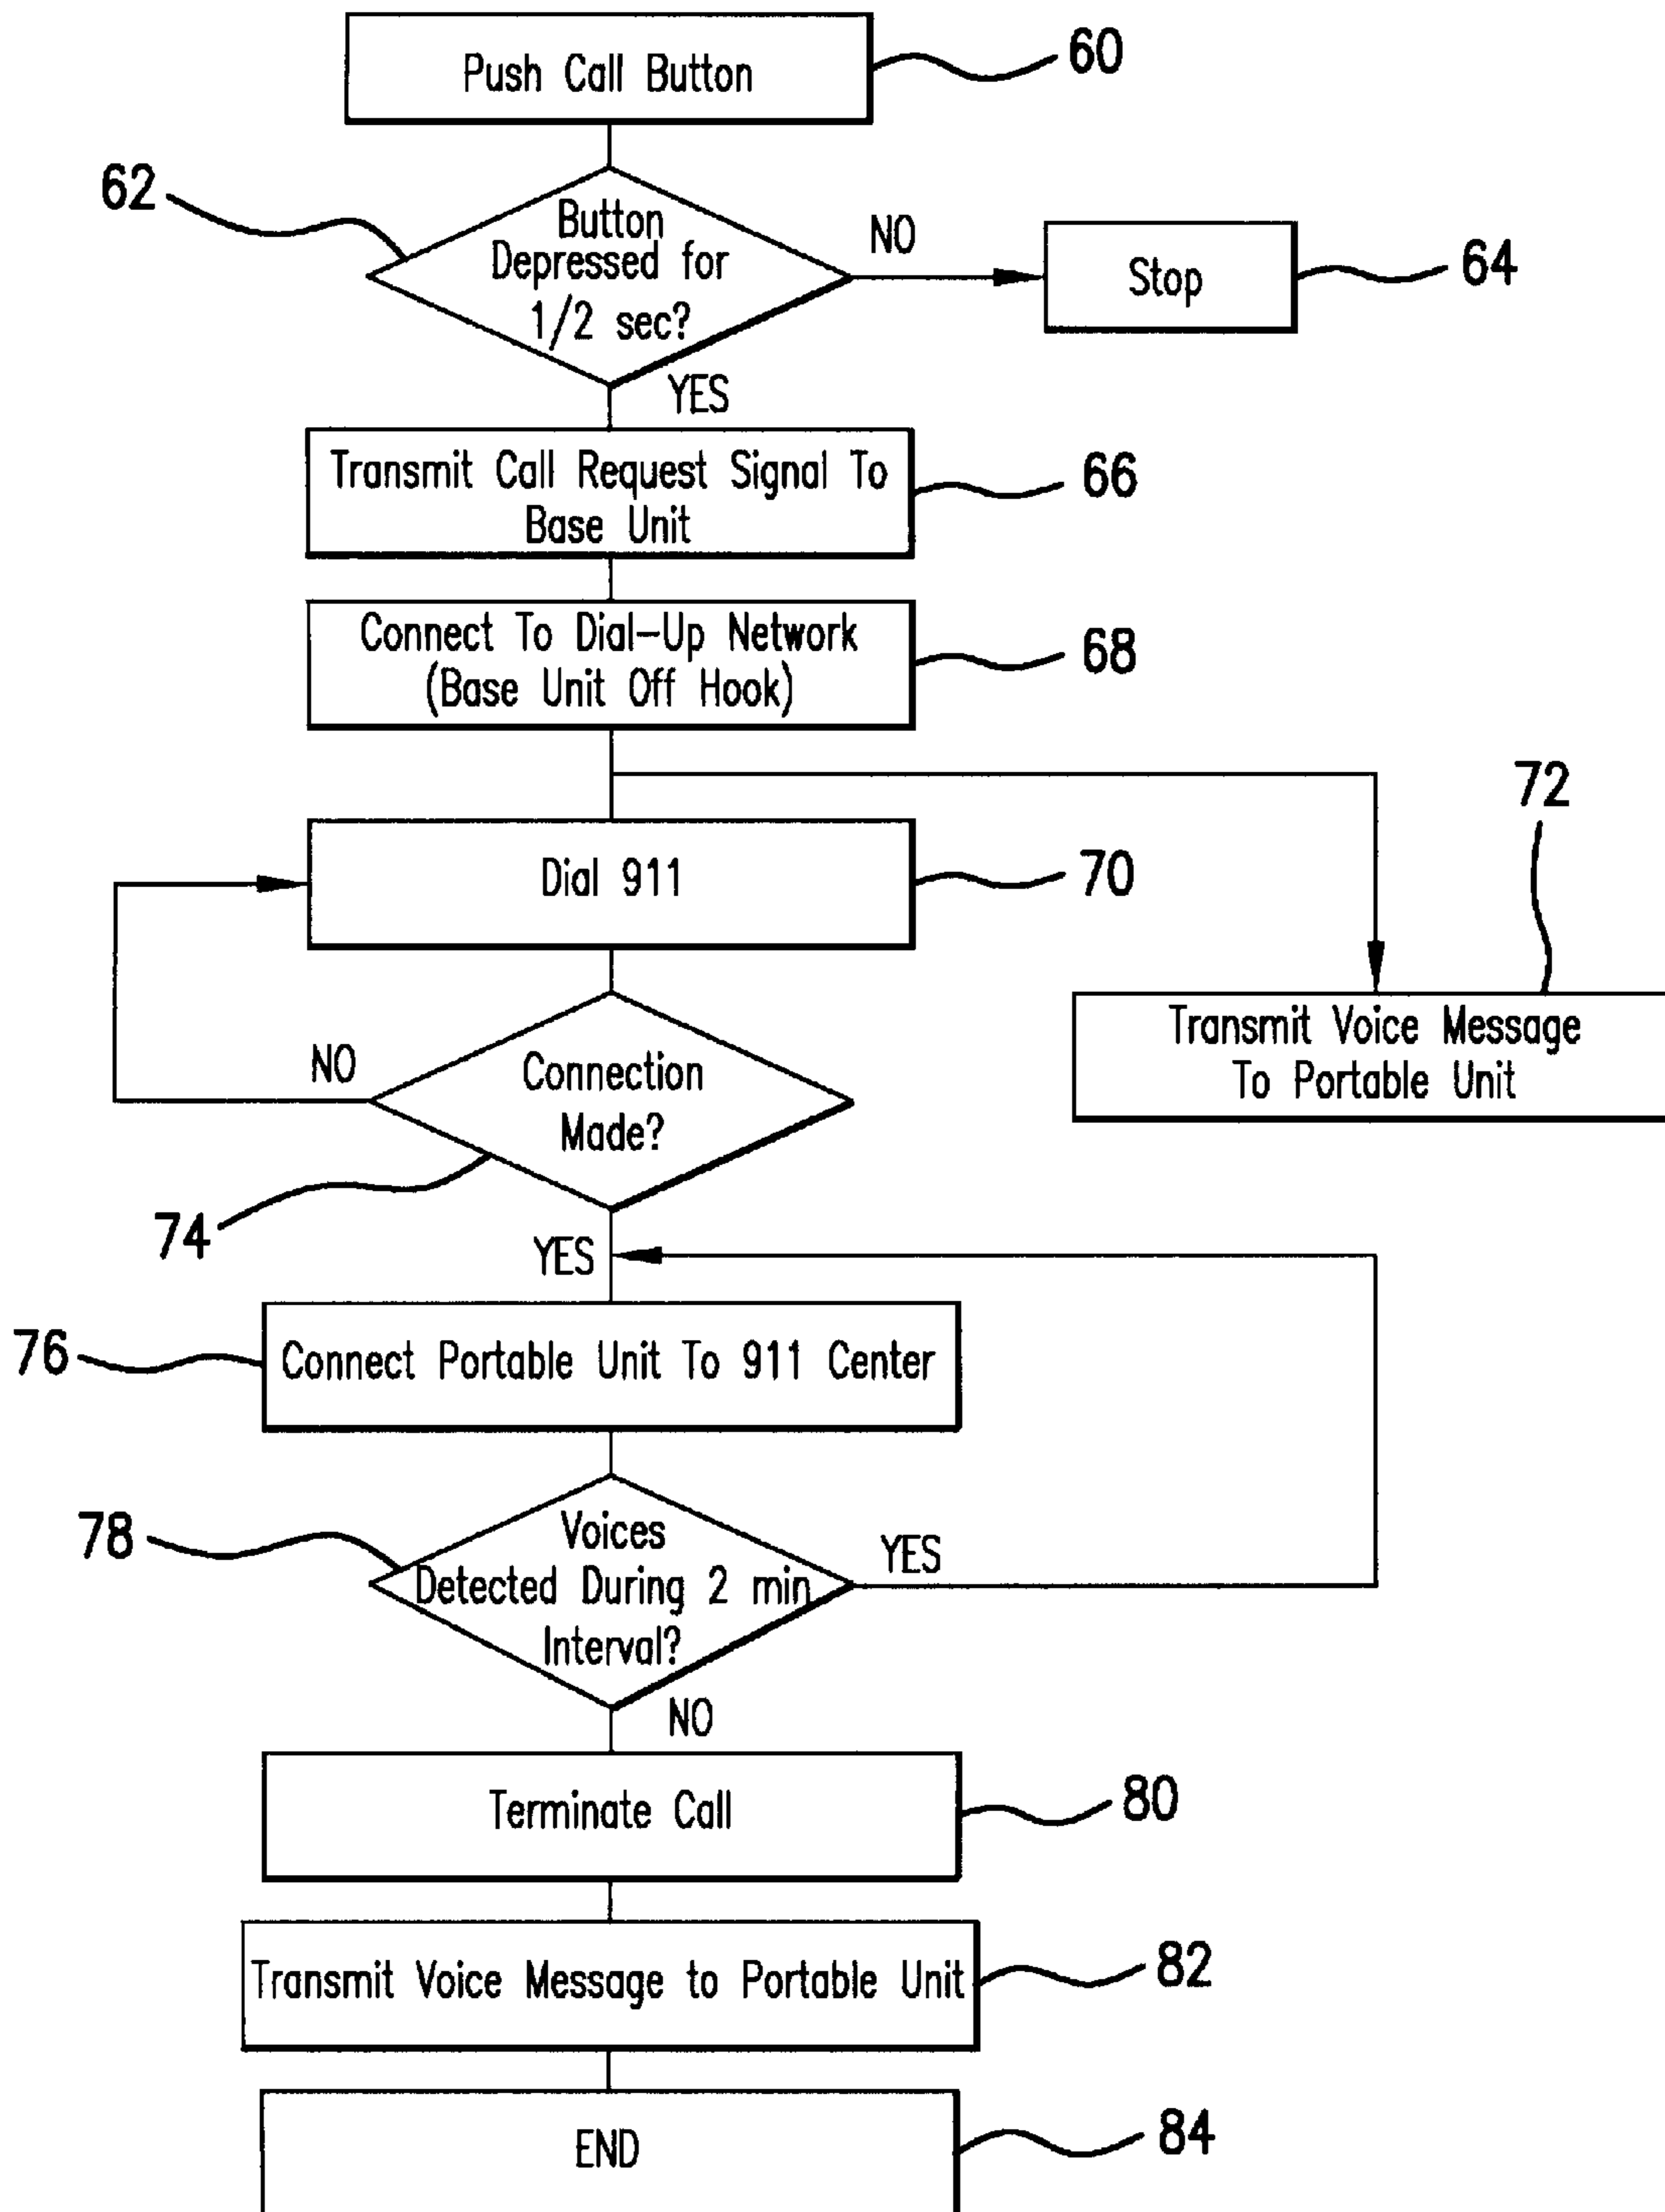 Push Call Button
60
62
Button
Depressed for
1/2 sec?
NO
Stop
64
YES
Transmit Call Request Signal To
Base Unit
66
Connect To Dial-Up Network
(Base Unit Off Hook)
68
Dial 911
70
72
Transmit Voice Message
To Portable Unit
NO
Connection
Made?
74
YES
76
Connect Portable Unit To 911 Center
78
Voices
Detected During 2 min
Interval?
YES
NO
Terminate Call
80
Transmit Voice Message to Portable Unit
82
END
84